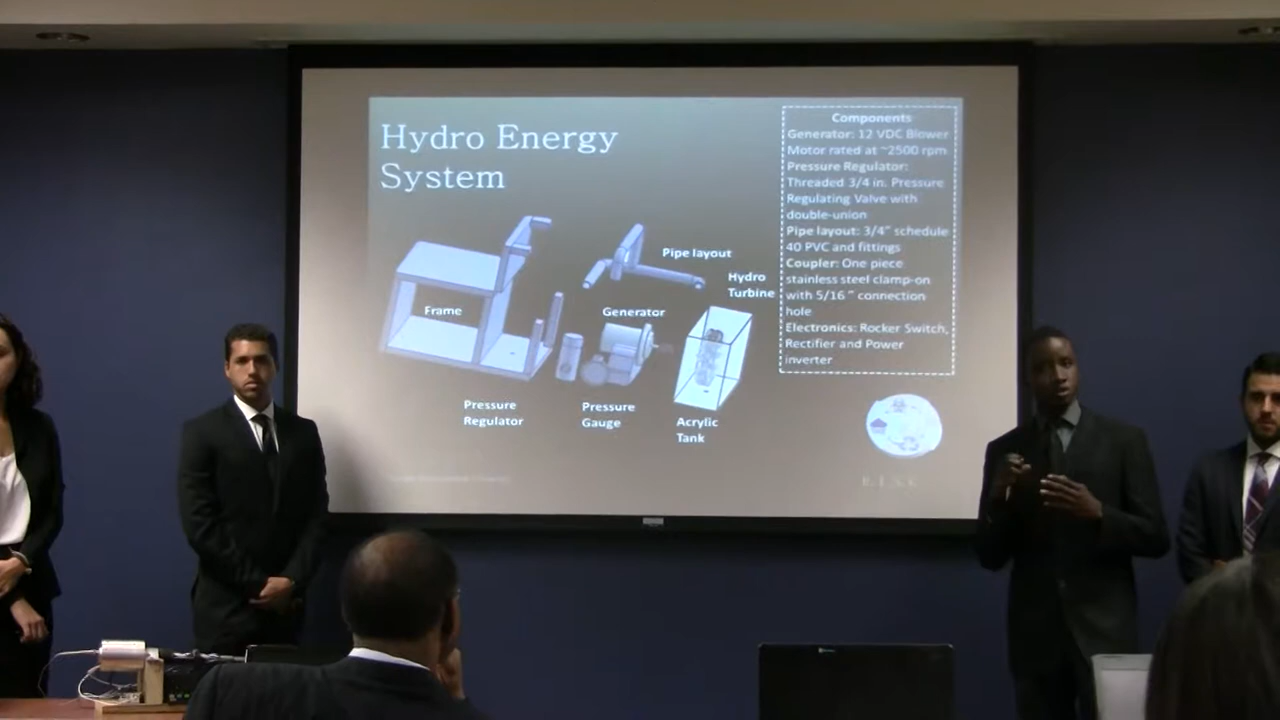 Hydro Energy
System
Components
Generator: 12 VDC Blower
Motor rated at ~2500 rpm
Pressure Regulator:
Threaded 3/4 in. Pressure
Regulating Valve with
double-union
Pipe layout: 3/4" schedule
40 PVC and fittings
Coupler: One piece
stainless steel clamp-on
with 5/16 " connection
hole
Electronics: Rocker Switch,
Rectifier and Power
inverter
Pipe layout
Hydro
Turbine
Frame
Generator
Pressure
Regulator
Pressure
Gauge
Acrylic
Tank